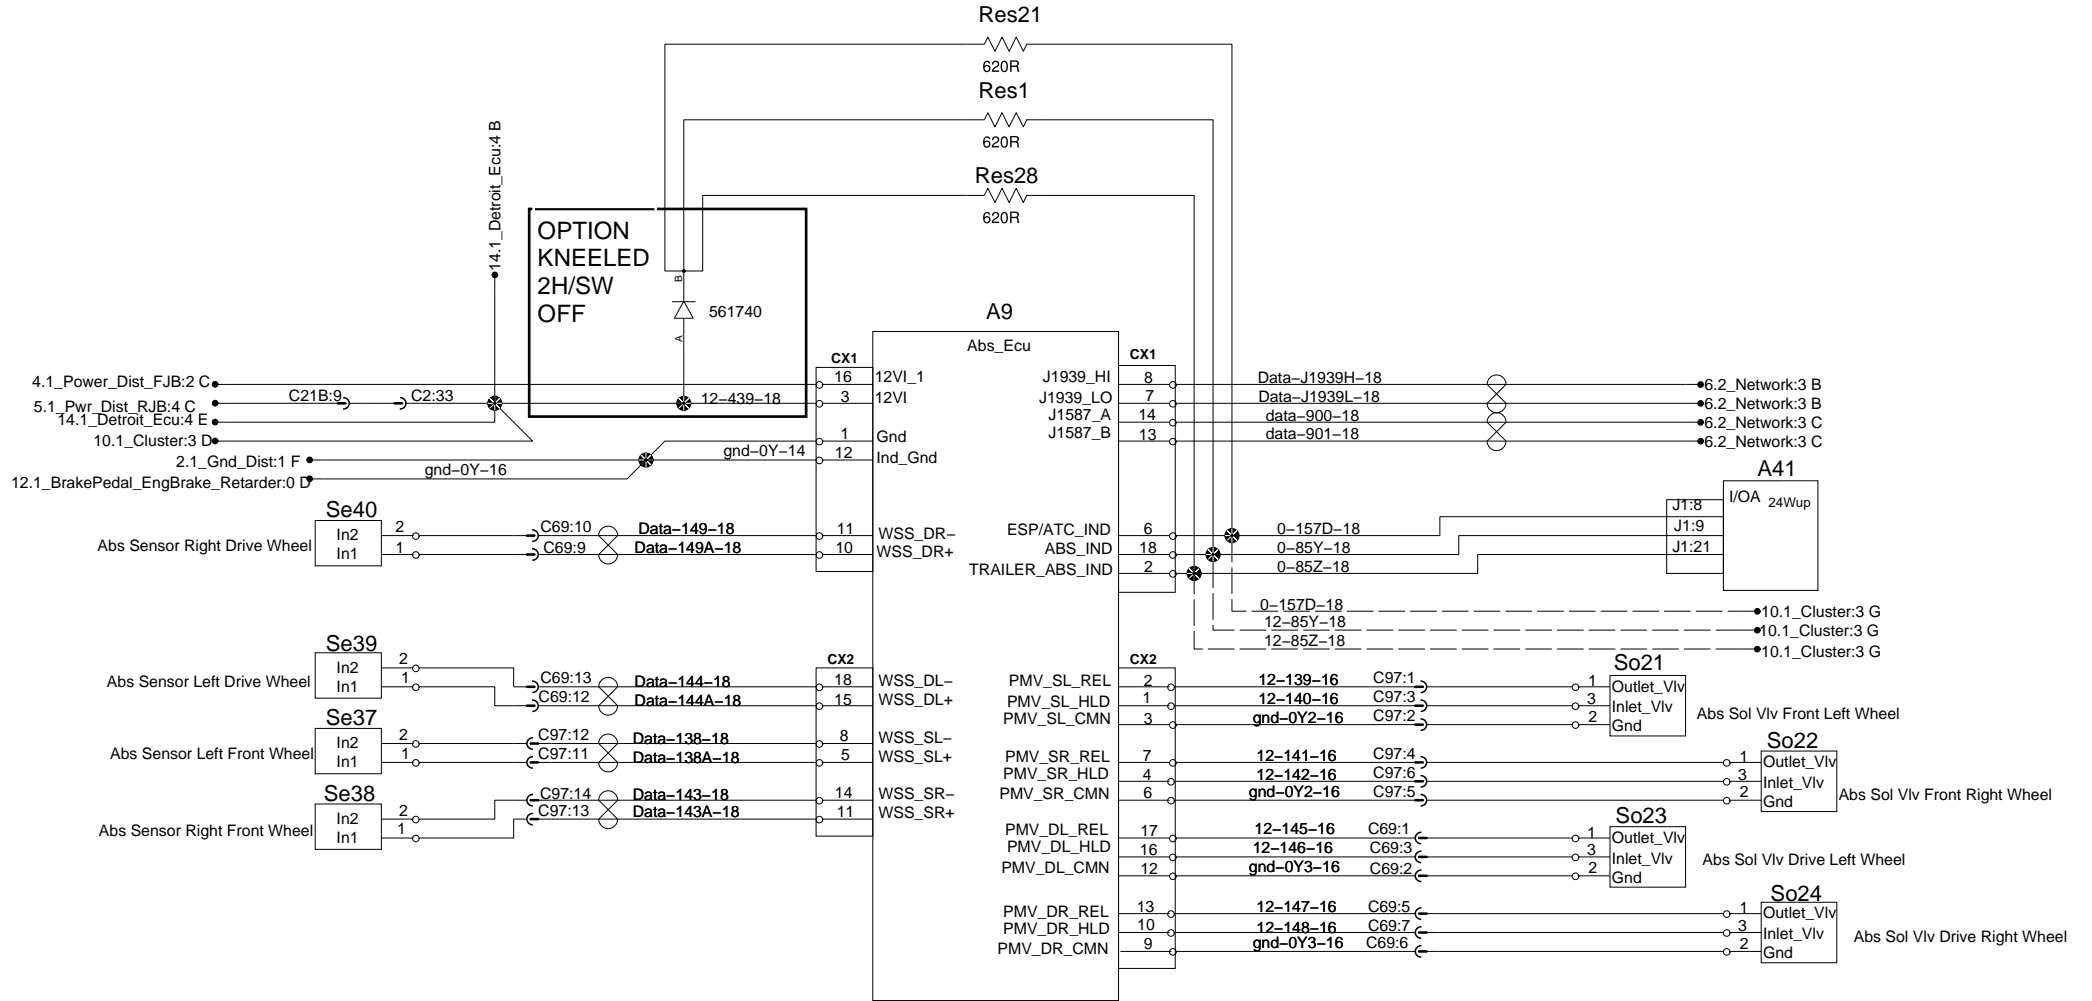 Res21
620R
Res1
620R
Res28
620R
14.1_Detroit_Ecu:4 B
OPTION
KNEELED
2H/SW
OFF
B
561740
A
A9
Abs_Ecu
CX1
CX1
4.1_Power_Dist_FJB:2 C
16
12VI_1
C21B:9
C2:33
12-439-18
3
12VI
5.1_Pwr_Dist_RJB:4 C
14.1_Detroit_Ecu:4 E
10.1_Cluster:3 D
1
Gnd
2.1_Gnd_Dist:1 F
gnd-0Y-14
12
Ind_Gnd
gnd-0Y-16
12.1_BrakePedal_EngBrake_Retarder:0 D
J1939_HI
8
Data-J1939H-18
6.2_Network:3 B
J1939_LO
7
Data-J1939L-18
6.2_Network:3 B
J1587_A
14
data-900-18
6.2_Network:3 C
J1587_B
13
data-901-18
6.2_Network:3 C
A41
I/OA
24Wup
J1:8
J1:9
J1:21
Se40
Abs Sensor Right Drive Wheel
In2
2
C69:10
Data-149-18
11
WSS_DR-
In1
1
C69:9
Data-149A-18
10
WSS_DR+
ESP/ATC_IND
6
0-157D-18
ABS_IND
18
0-85Y-18
TRAILER_ABS_IND
2
0-85Z-18
0-157D-18
10.1_Cluster:3 G
12-85Y-18
10.1_Cluster:3 G
12-85Z-18
10.1_Cluster:3 G
CX2
CX2
Se39
Abs Sensor Left Drive Wheel
In2
2
C69:13
Data-144-18
18
WSS_DL-
In1
1
C69:12
Data-144A-18
15
WSS_DL+
Se37
Abs Sensor Left Front Wheel
In2
2
C97:12
Data-138-18
8
WSS_SL-
In1
1
C97:11
Data-138A-18
5
WSS_SL+
Se38
Abs Sensor Right Front Wheel
In2
2
C97:14
Data-143-18
14
WSS_SR-
In1
1
C97:13
Data-143A-18
11
WSS_SR+
So21
PMV_SL_REL
2
12-139-16
C97:1
1
Outlet_Vlv
PMV_SL_HLD
1
12-140-16
C97:3
3
Inlet_Vlv
PMV_SL_CMN
3
gnd-0Y2-16
C97:2
2
Gnd
Abs Sol Vlv Front Left Wheel
So22
PMV_SR_REL
7
12-141-16
C97:4
1
Outlet_Vlv
PMV_SR_HLD
4
12-142-16
C97:6
3
Inlet_Vlv
PMV_SR_CMN
6
gnd-0Y2-16
C97:5
2
Gnd
Abs Sol Vlv Front Right Wheel
So23
PMV_DL_REL
17
12-145-16
C69:1
1
Outlet_Vlv
PMV_DL_HLD
16
12-146-16
C69:3
3
Inlet_Vlv
PMV_DL_CMN
12
gnd-0Y3-16
C69:2
2
Gnd
Abs Sol Vlv Drive Left Wheel
So24
PMV_DR_REL
13
12-147-16
C69:5
1
Outlet_Vlv
PMV_DR_HLD
10
12-148-16
C69:7
3
Inlet_Vlv
PMV_DR_CMN
9
gnd-0Y3-16
C69:6
2
Gnd
Abs Sol Vlv Drive Right Wheel